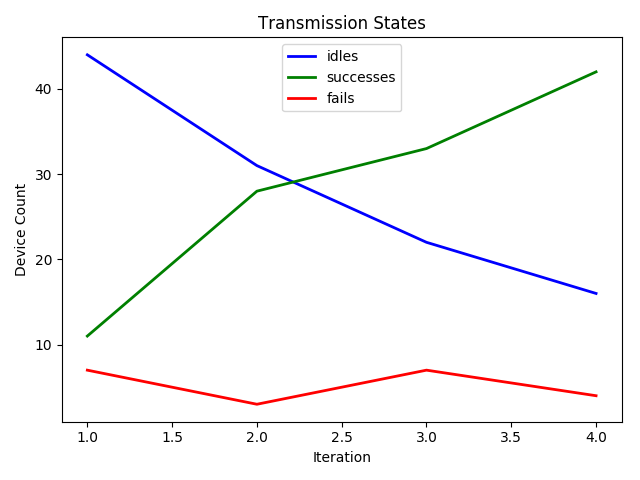 Transmission States
idles
successes
fails
Device Count
40
30
20
10
1.0 1.5 2.0 2.5 3.0 3.5 4.0
Iteration